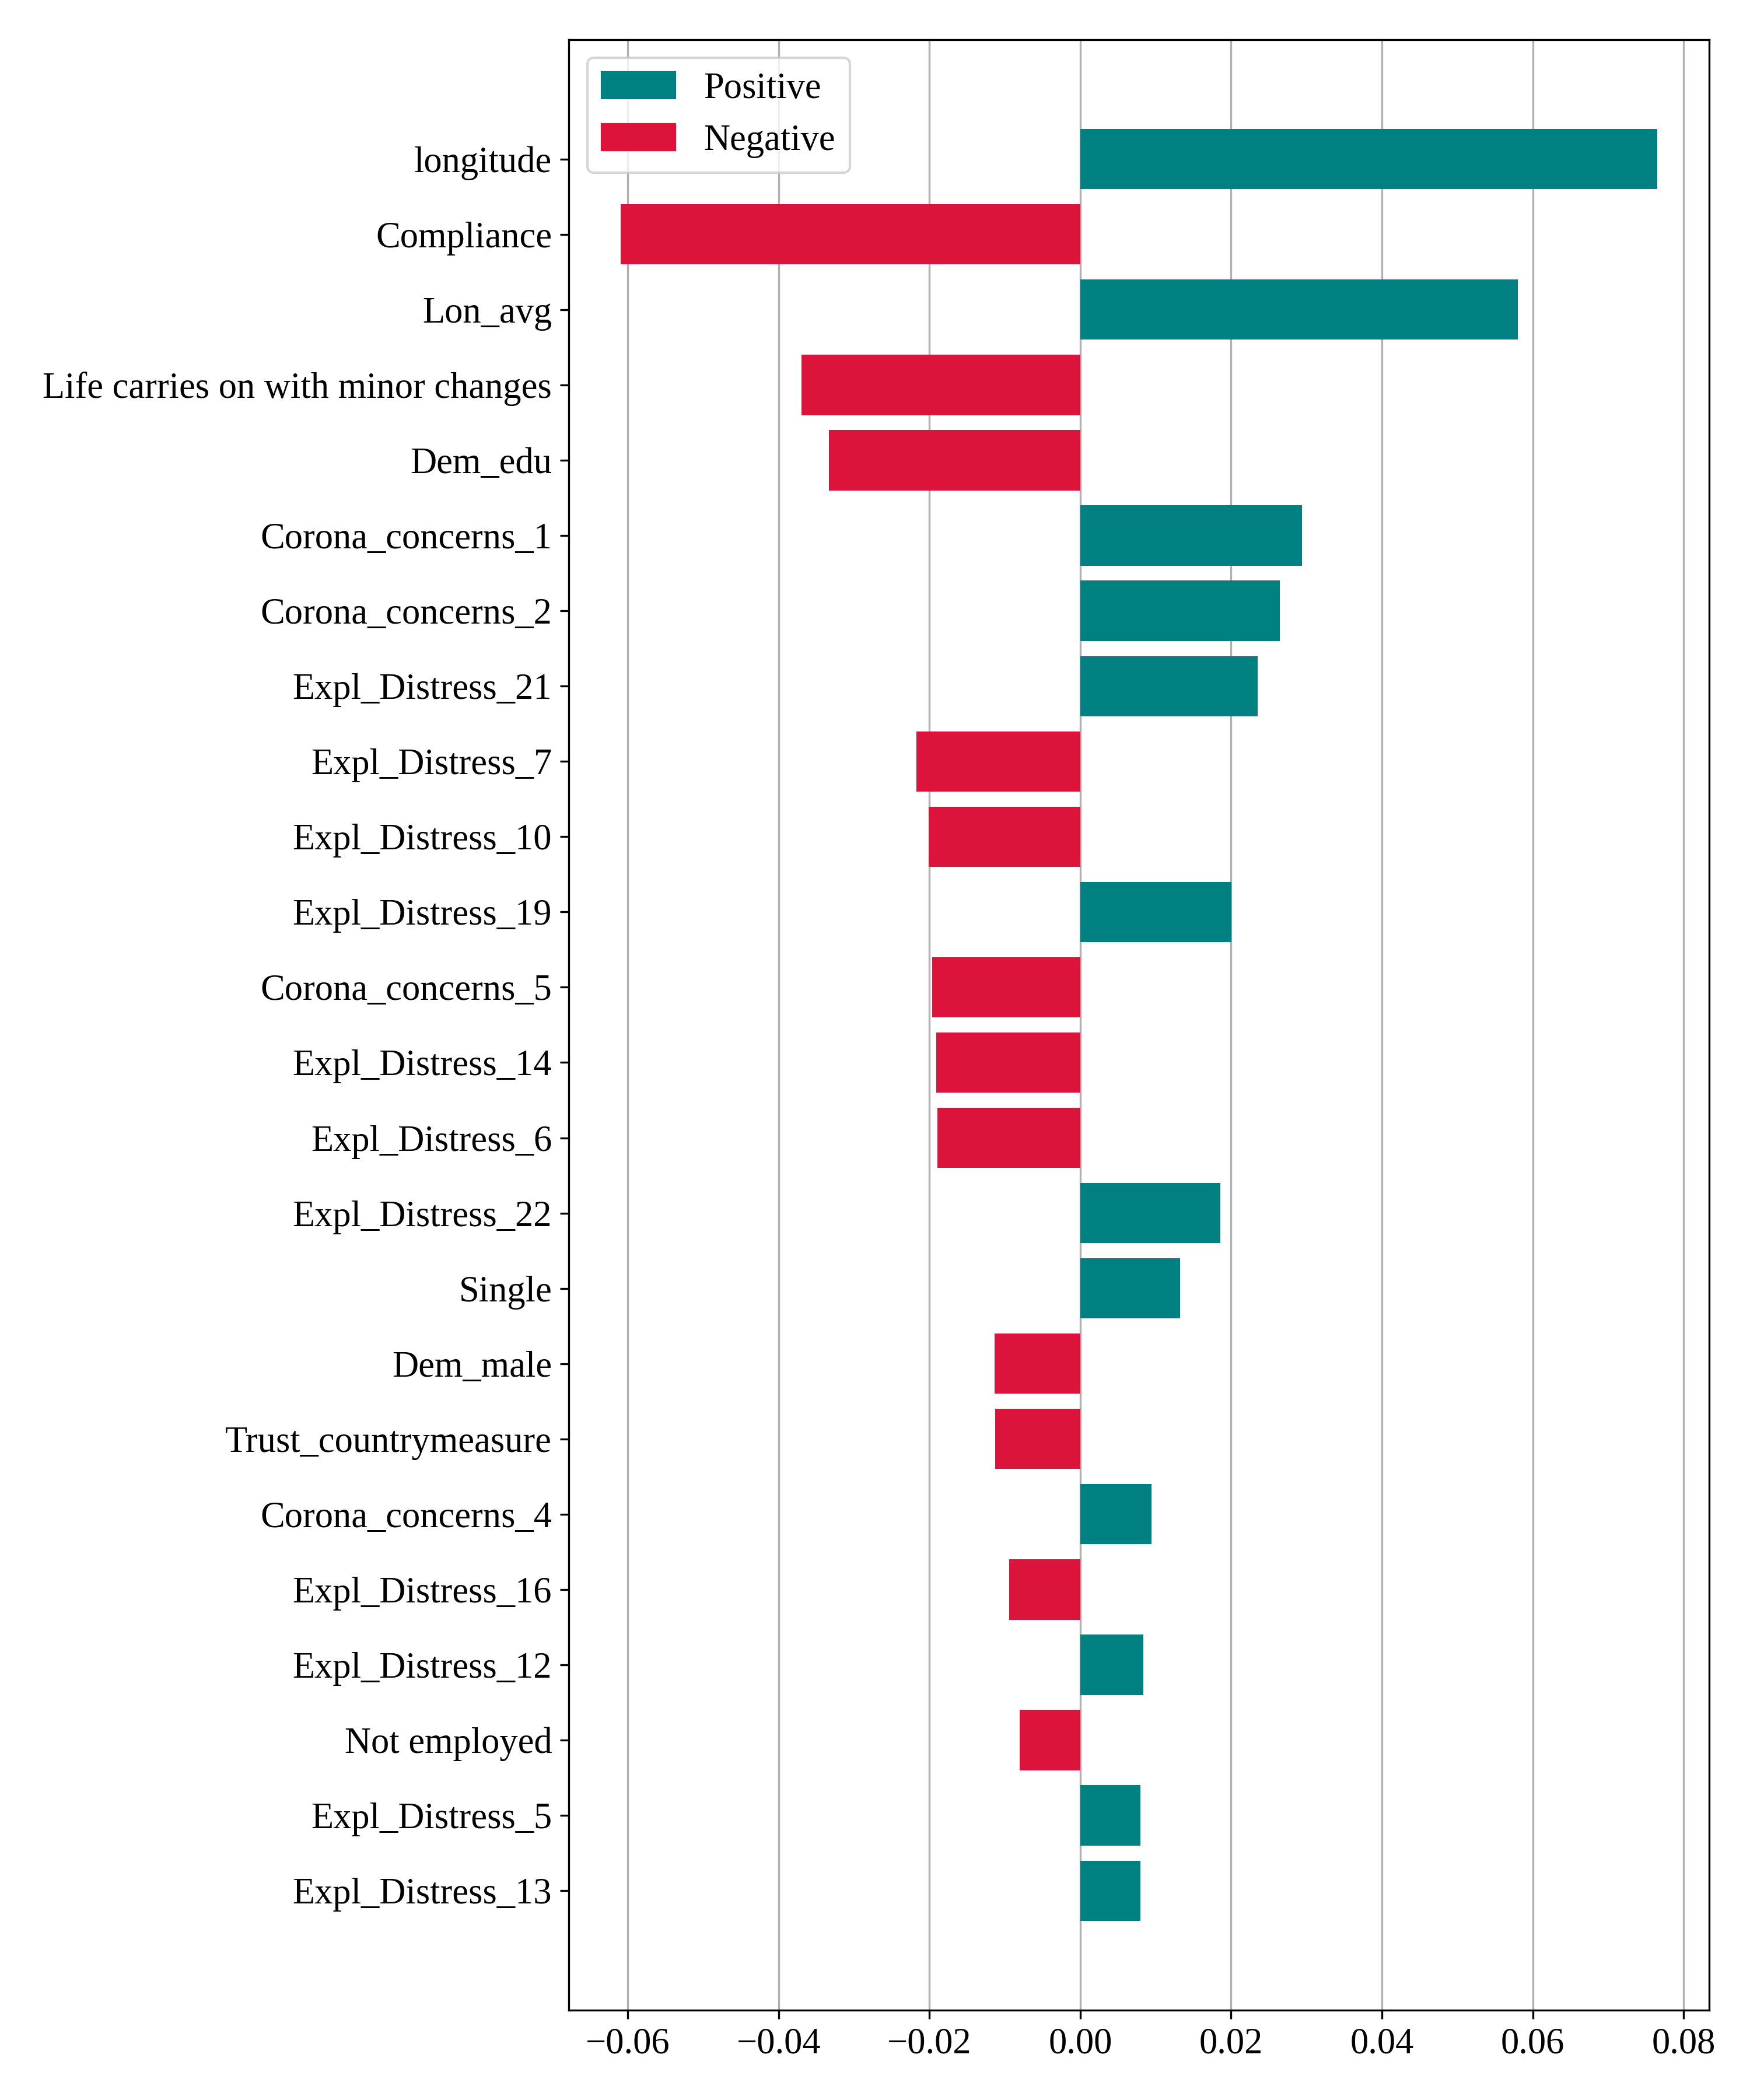 Positive
Negative
longitude
Compliance
Lon_avg
Life carries on with minor changes
Dem_edu
Corona_concerns_1
Corona_concerns_2
Expl_Distress_21
Expl_Distress_7
Expl_Distress_10
Expl_Distress_19
Corona_concerns_5
Expl_Distress_14
Expl_Distress_6
Expl_Distress_22
Single
Dem_male
Trust_countrymeasure
Corona_concerns_4
Expl_Distress_16
Expl_Distress_12
Not employed
Expl_Distress_5
Expl_Distress_13
−0.06 −0.04 −0.02 0.00 0.02 0.04 0.06 0.08